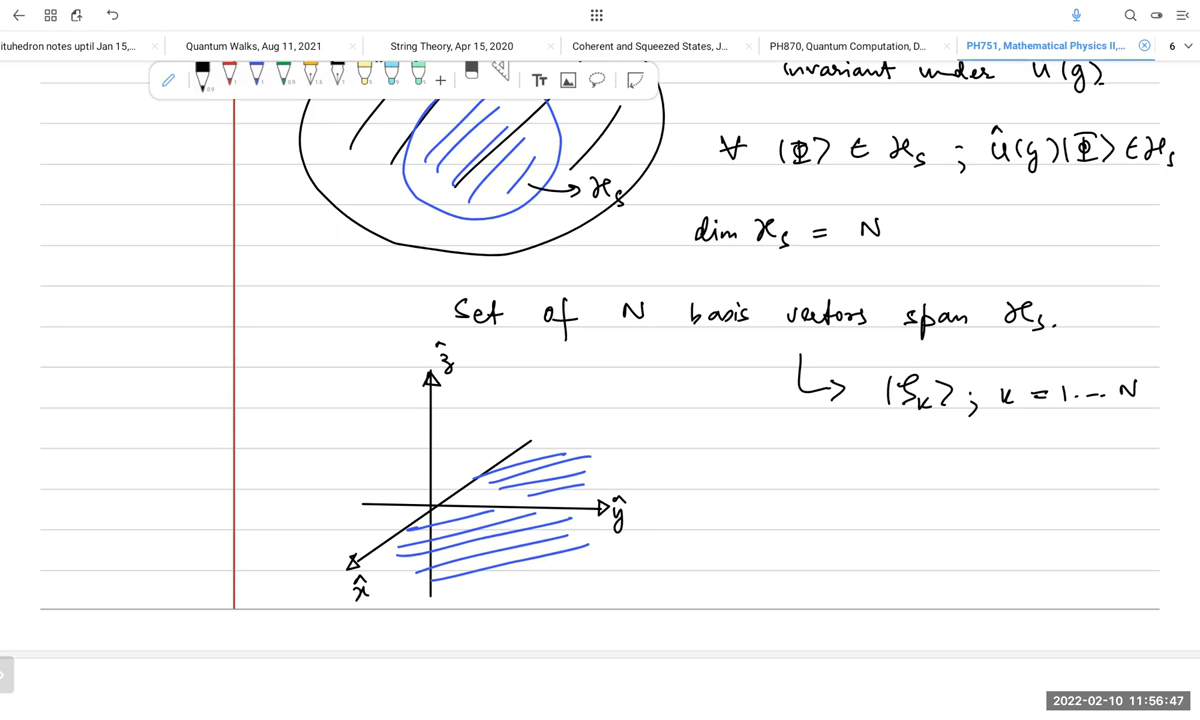 ituhedron notes uptil Jan 15,... Quantum Walks, Aug 11, 2021 String Theory, Apr 15, 2020 Coherent and Squeezed States, J... PH870, Quantum Computation, D... PH751, Mathematical Physics II,... 6
Tт
invariant under U(g)
∀ |Φ⟩ ∈ ℋs ; û(g)|Φ⟩ ∈ ℋs
ℋs
dim ℋs = N
Set of N basis vectors span ℋs.
ẑ
↳ |ζk⟩ ; k = 1... N
ŷ
x̂
2022-02-10 11:56:47